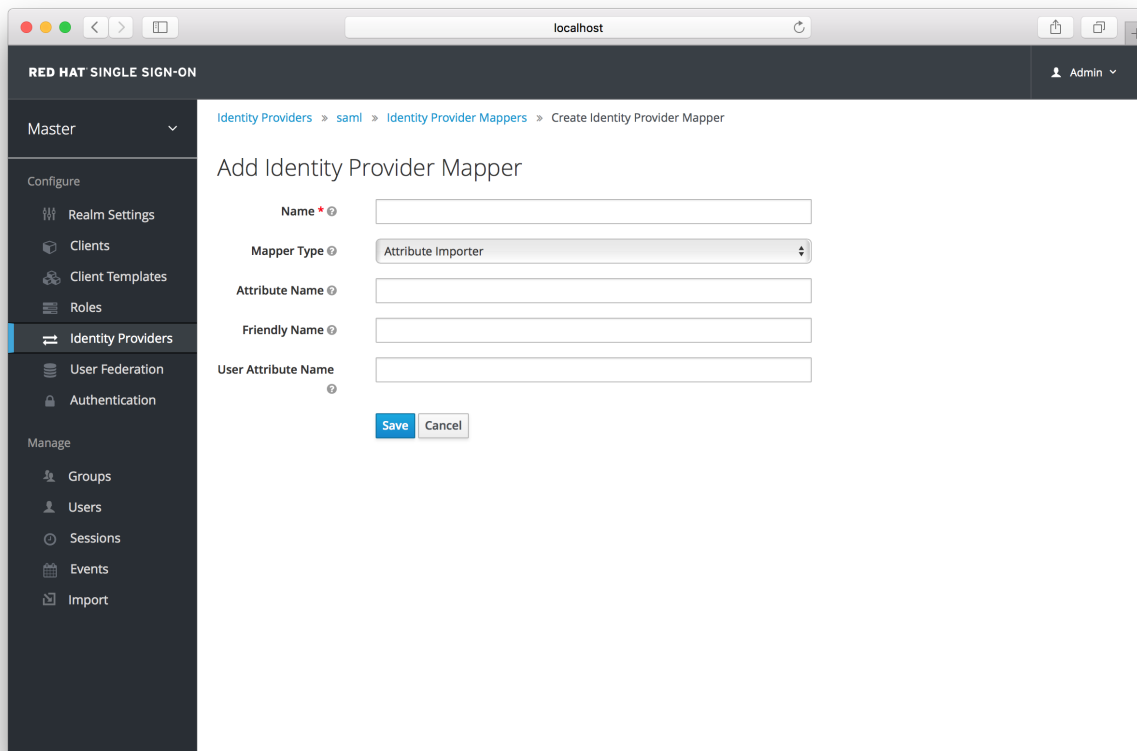 localhost
RED HAT SINGLE SIGN-ON
Admin
Master
Identity Providers » saml » Identity Provider Mappers » Create Identity Provider Mapper
Add Identity Provider Mapper
Configure
Realm Settings
Clients
Client Templates
Roles
Identity Providers
User Federation
Authentication
Manage
Groups
Users
Sessions
Events
Import
Name *
Mapper Type
Attribute Importer
Attribute Name
Friendly Name
User Attribute Name
Save Cancel